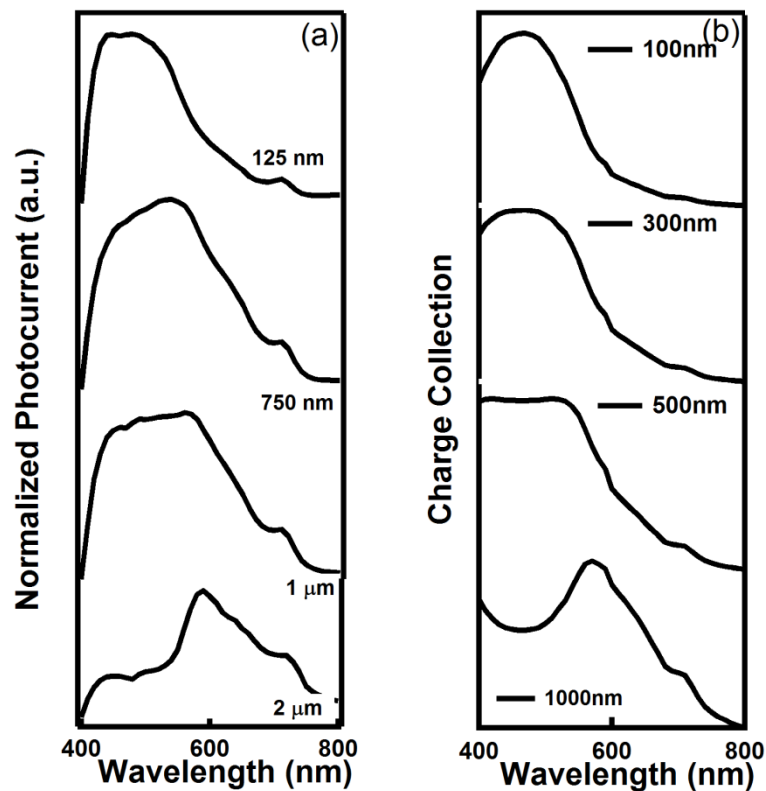 (a)
Normalized Photocurrent (a.u.)
125 nm
750 nm
1 μm
2 μm
400 600 800
Wavelength (nm)
(b)
Charge Collection
100nm
300nm
500nm
1000nm
400 600 800
Wavelength (nm)